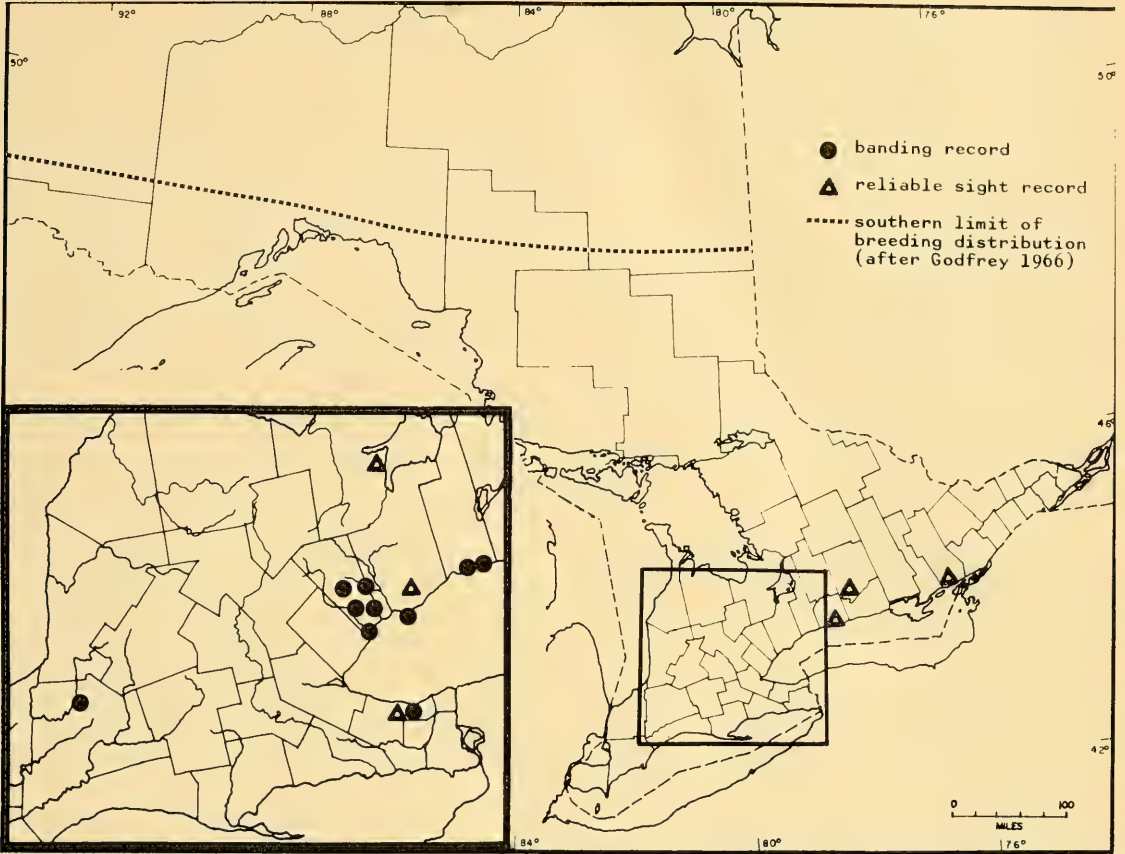 92° 88° 84° 80° 76°
50° 50°
banding record
reliable sight record
southern limit of
breeding distribution
(after Godfrey 1966)
46°
42°
0 100
MILES
84° 80° 76°